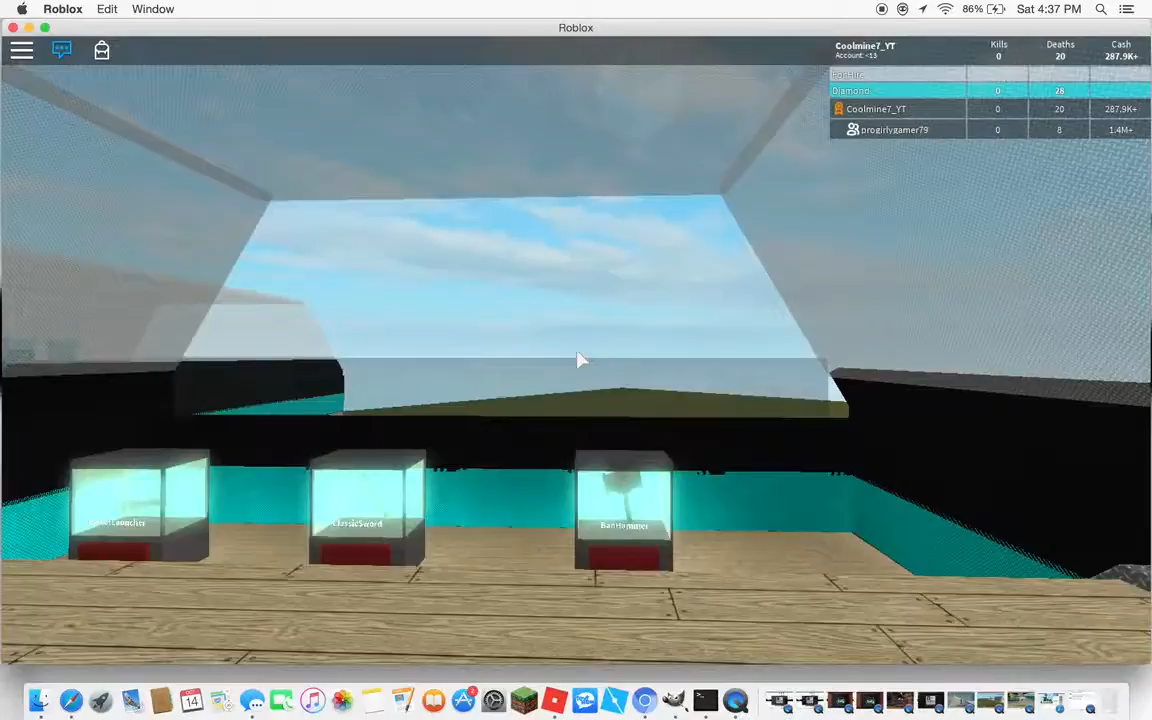 Roblox Edit Window 86% Sat 4:37 PM
Roblox
Coolmine7_YT Kills Deaths Cash
Account: <13 0 20 287.9K+
Diamond 0 28
Coolmine7_YT 0 20 287.9K+
progirlygamer79 0 8 1.4M+
ClassicSword
BanHammer
14